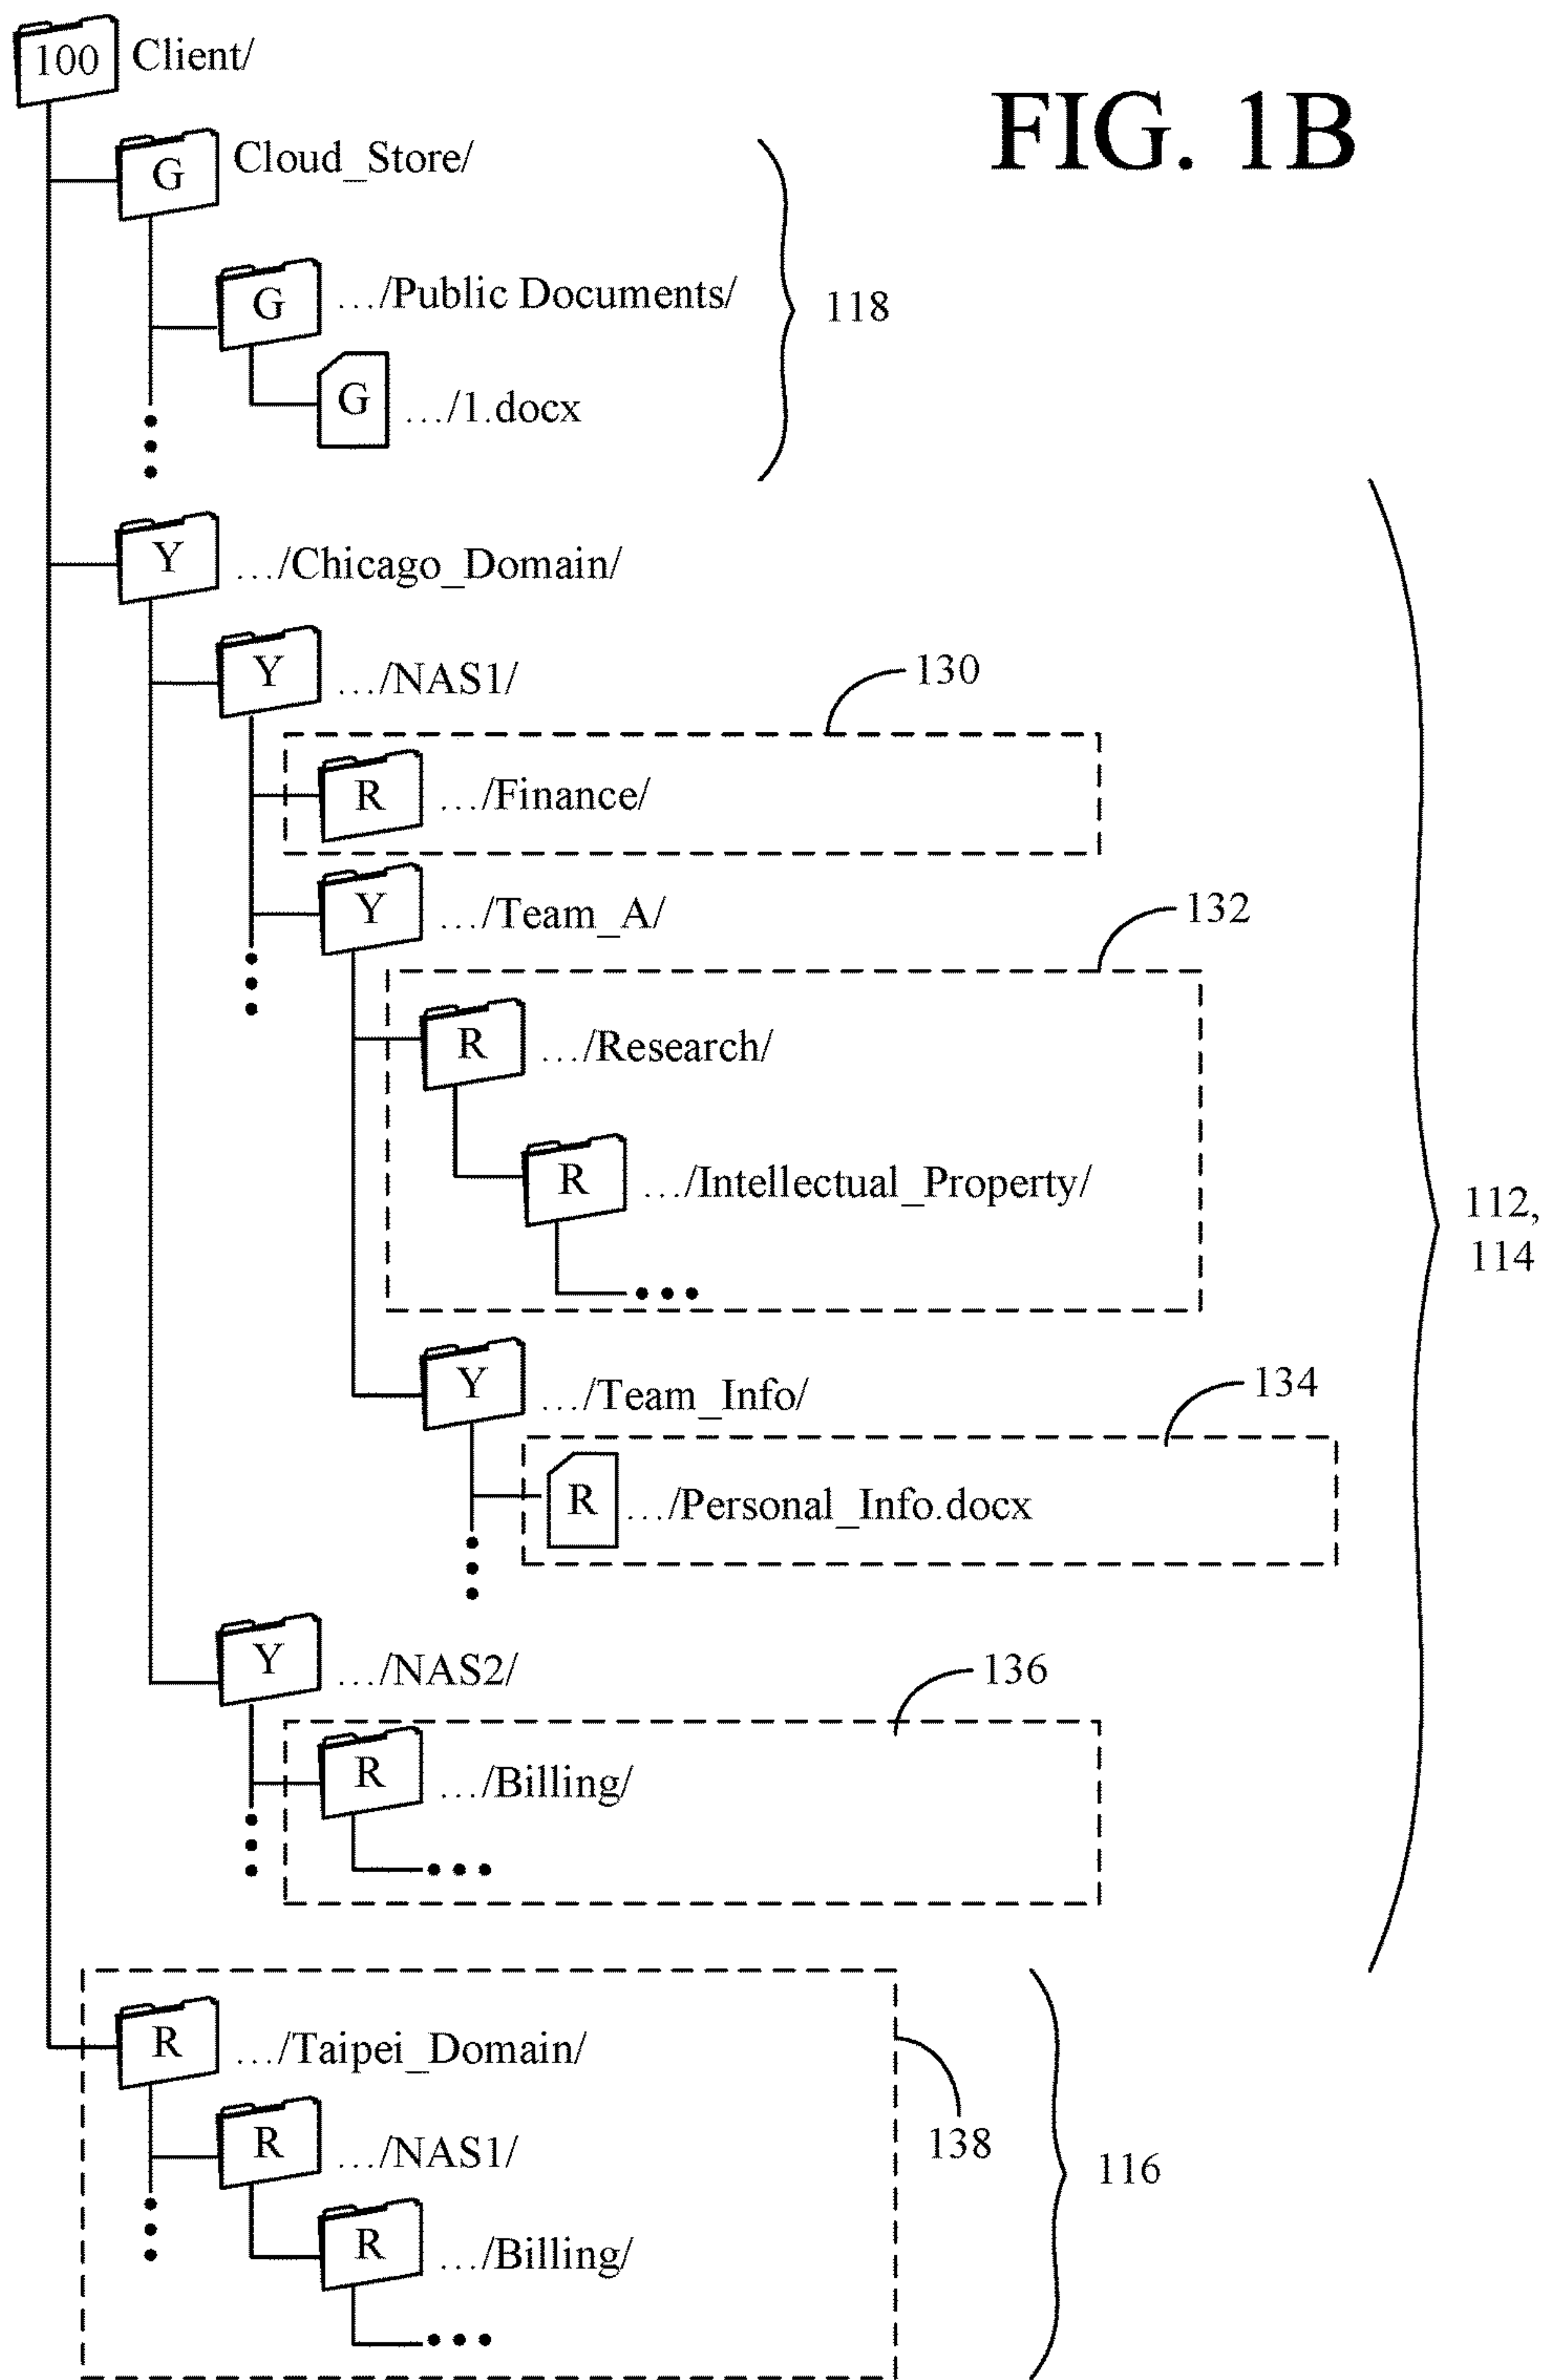 100 Client/
FIG. 1B
G Cloud_Store/
G .../Public Documents/
118
G .../1.docx
Y .../Chicago_Domain/
Y .../NAS1/
130
R .../Finance/
Y .../Team_A/
132
R .../Research/
R .../Intellectual_Property/
112,
114
Y .../Team_Info/
134
R .../Personal_Info.docx
Y .../NAS2/
136
R .../Billing/
R .../Taipei_Domain/
138
R .../NAS1/
116
R .../Billing/